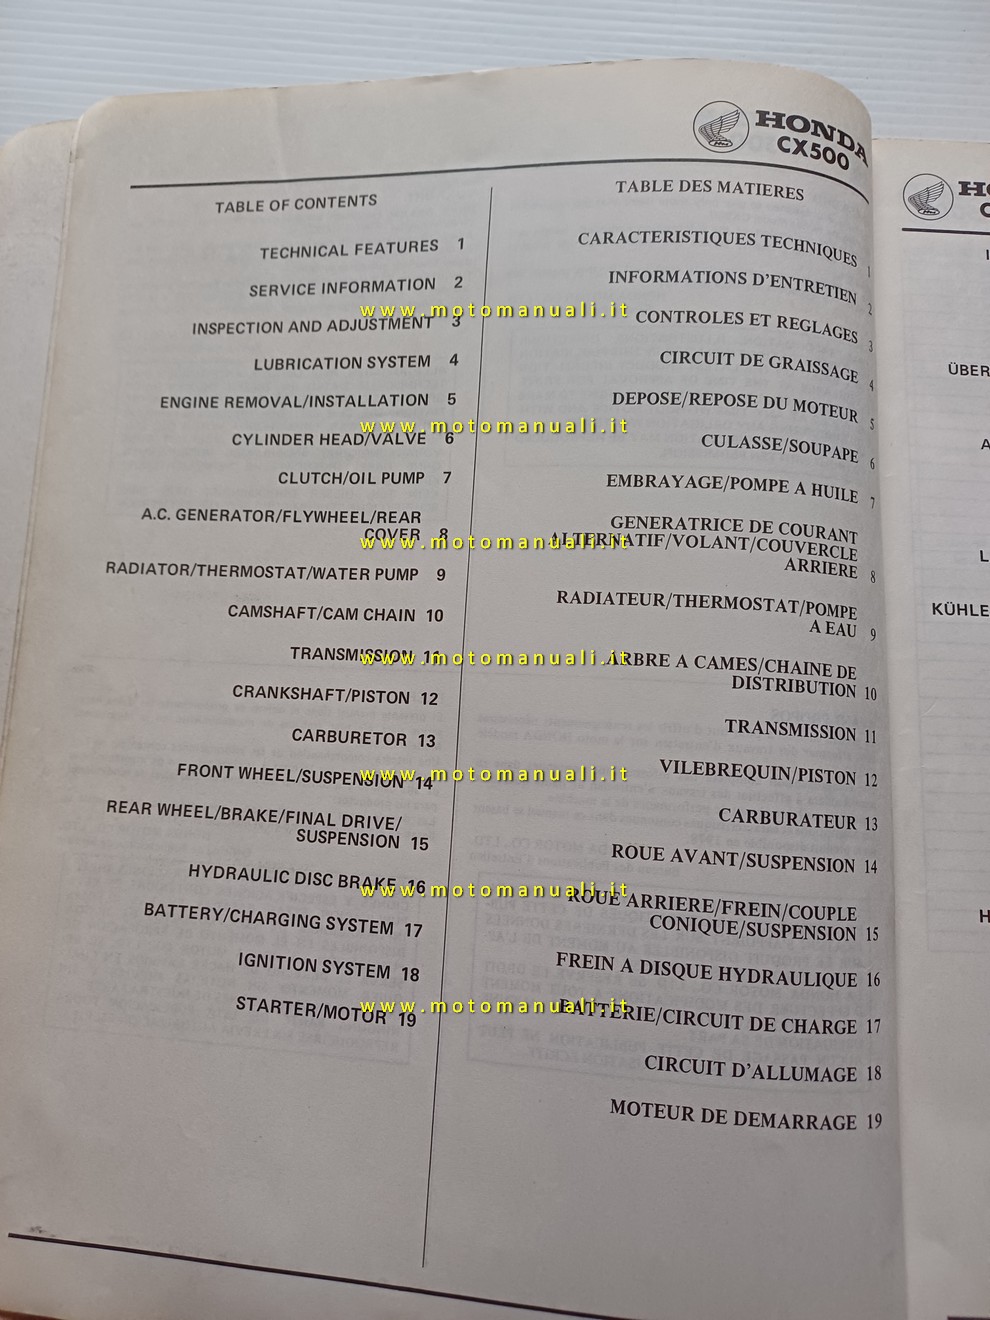 HONDA
CX500
TABLE OF CONTENTS
TECHNICAL FEATURES 1
SERVICE INFORMATION 2
INSPECTION AND ADJUSTMENT 3
LUBRICATION SYSTEM 4
ENGINE REMOVAL/INSTALLATION 5
CYLINDER HEAD/VALVE 6
CLUTCH/OIL PUMP 7
A.C. GENERATOR/FLYWHEEL/REAR
COVER 8
RADIATOR/THERMOSTAT/WATER PUMP 9
CAMSHAFT/CAM CHAIN 10
TRANSMISSION 11
CRANKSHAFT/PISTON 12
CARBURETOR 13
FRONT WHEEL/SUSPENSION 14
REAR WHEEL/BRAKE/FINAL DRIVE/
SUSPENSION 15
HYDRAULIC DISC BRAKE 16
BATTERY/CHARGING SYSTEM 17
IGNITION SYSTEM 18
STARTER/MOTOR 19
TABLE DES MATIERES
CARACTERISTIQUES TECHNIQUES 1
INFORMATIONS D'ENTRETIEN 2
CONTROLES ET REGLAGES 3
CIRCUIT DE GRAISSAGE 4
DEPOSE/REPOSE DU MOTEUR 5
CULASSE/SOUPAPE 6
EMBRAYAGE/POMPE A HUILE 7
GENERATRICE DE COURANT
ALTERNATIF/VOLANT/COUVERCLE
ARRIERE 8
RADIATEUR/THERMOSTAT/POMPE
A EAU 9
ARBRE A CAMES/CHAINE DE
DISTRIBUTION 10
TRANSMISSION 11
VILEBREQUIN/PISTON 12
CARBURATEUR 13
ROUE AVANT/SUSPENSION 14
ROUE ARRIERE/FREIN/COUPLE
CONIQUE/SUSPENSION 15
FREIN A DISQUE HYDRAULIQUE 16
BATTERIE/CIRCUIT DE CHARGE 17
CIRCUIT D'ALLUMAGE 18
MOTEUR DE DEMARRAGE 19
www.motomanuali.it
www.motomanuali.it
www.motomanuali.it
www.motomanuali.it
www.motomanuali.it
www.motomanuali.it
www.motomanuali.it